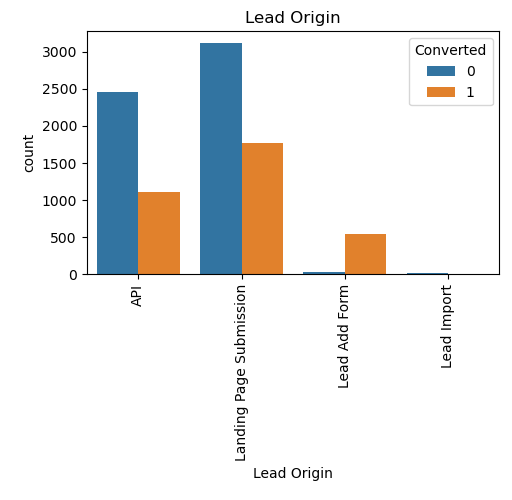 Lead Origin
Converted
0
1
count
3000
2500
2000
1500
1000
500
0
API
Landing Page Submission
Lead Add Form
Lead Import
Lead Origin